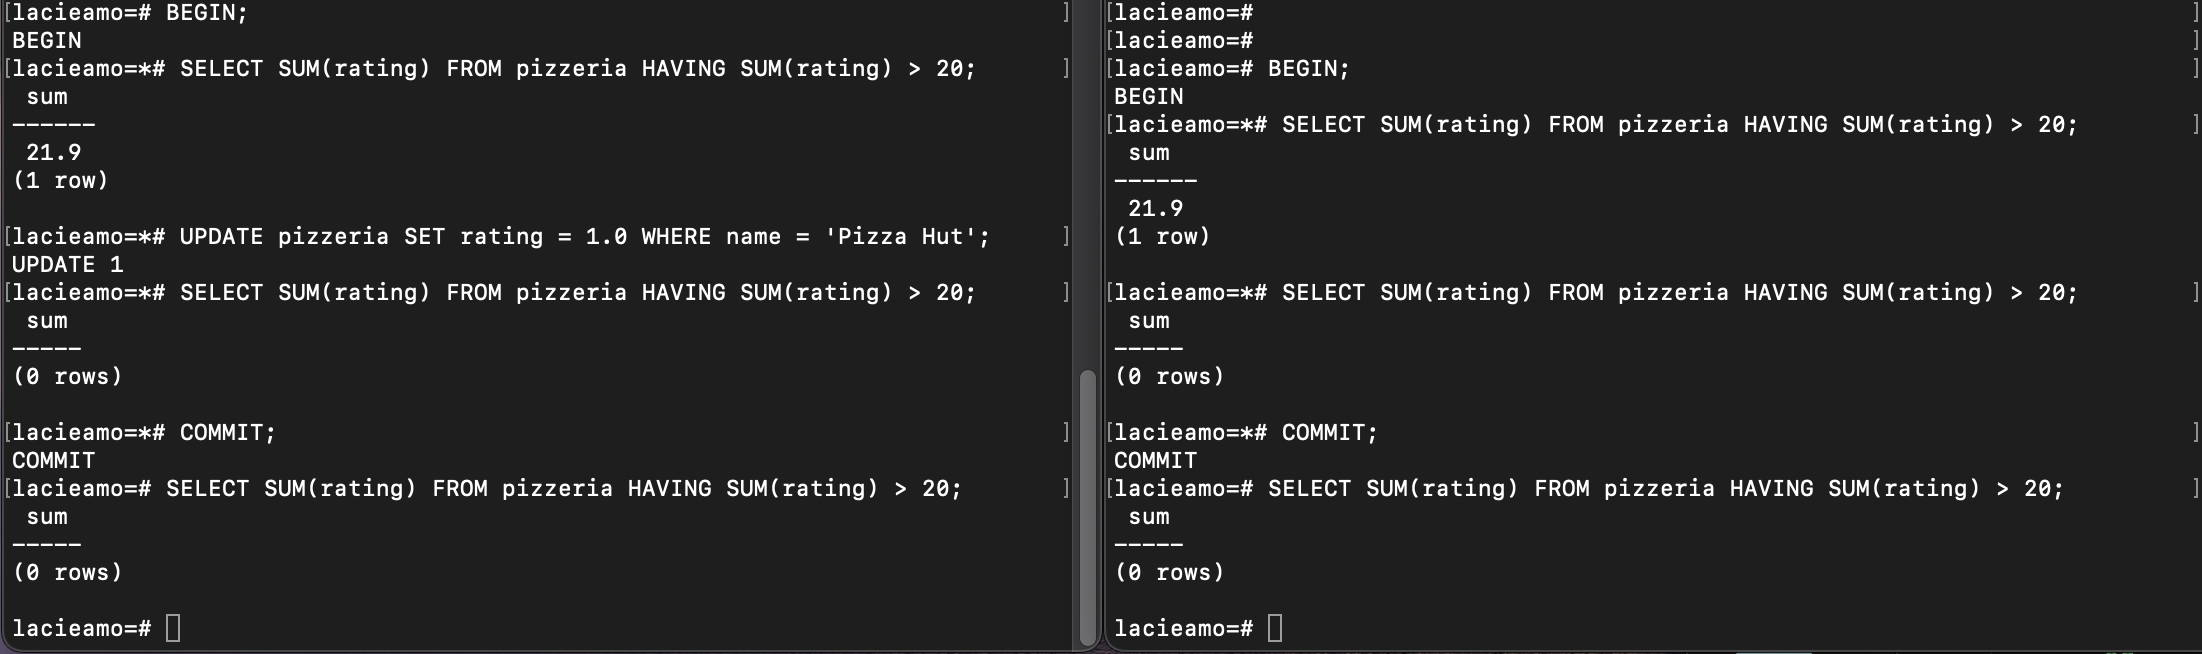 [lacieamo=# BEGIN; ]
BEGIN
[lacieamo=*# SELECT SUM(rating) FROM pizzeria HAVING SUM(rating) > 20; ]
sum
------
21.9
(1 row)
[lacieamo=*# UPDATE pizzeria SET rating = 1.0 WHERE name = 'Pizza Hut'; ]
UPDATE 1
[lacieamo=*# SELECT SUM(rating) FROM pizzeria HAVING SUM(rating) > 20; ]
sum
-----
(0 rows)
[lacieamo=*# COMMIT; ]
COMMIT
[lacieamo=# SELECT SUM(rating) FROM pizzeria HAVING SUM(rating) > 20; ]
sum
-----
(0 rows)
lacieamo=#
[lacieamo=# ]
[lacieamo=# ]
[lacieamo=# BEGIN; ]
BEGIN
[lacieamo=*# SELECT SUM(rating) FROM pizzeria HAVING SUM(rating) > 20; ]
sum
------
21.9
(1 row)
[lacieamo=*# SELECT SUM(rating) FROM pizzeria HAVING SUM(rating) > 20; ]
sum
-----
(0 rows)
[lacieamo=*# COMMIT; ]
COMMIT
[lacieamo=# SELECT SUM(rating) FROM pizzeria HAVING SUM(rating) > 20; ]
sum
-----
(0 rows)
lacieamo=#